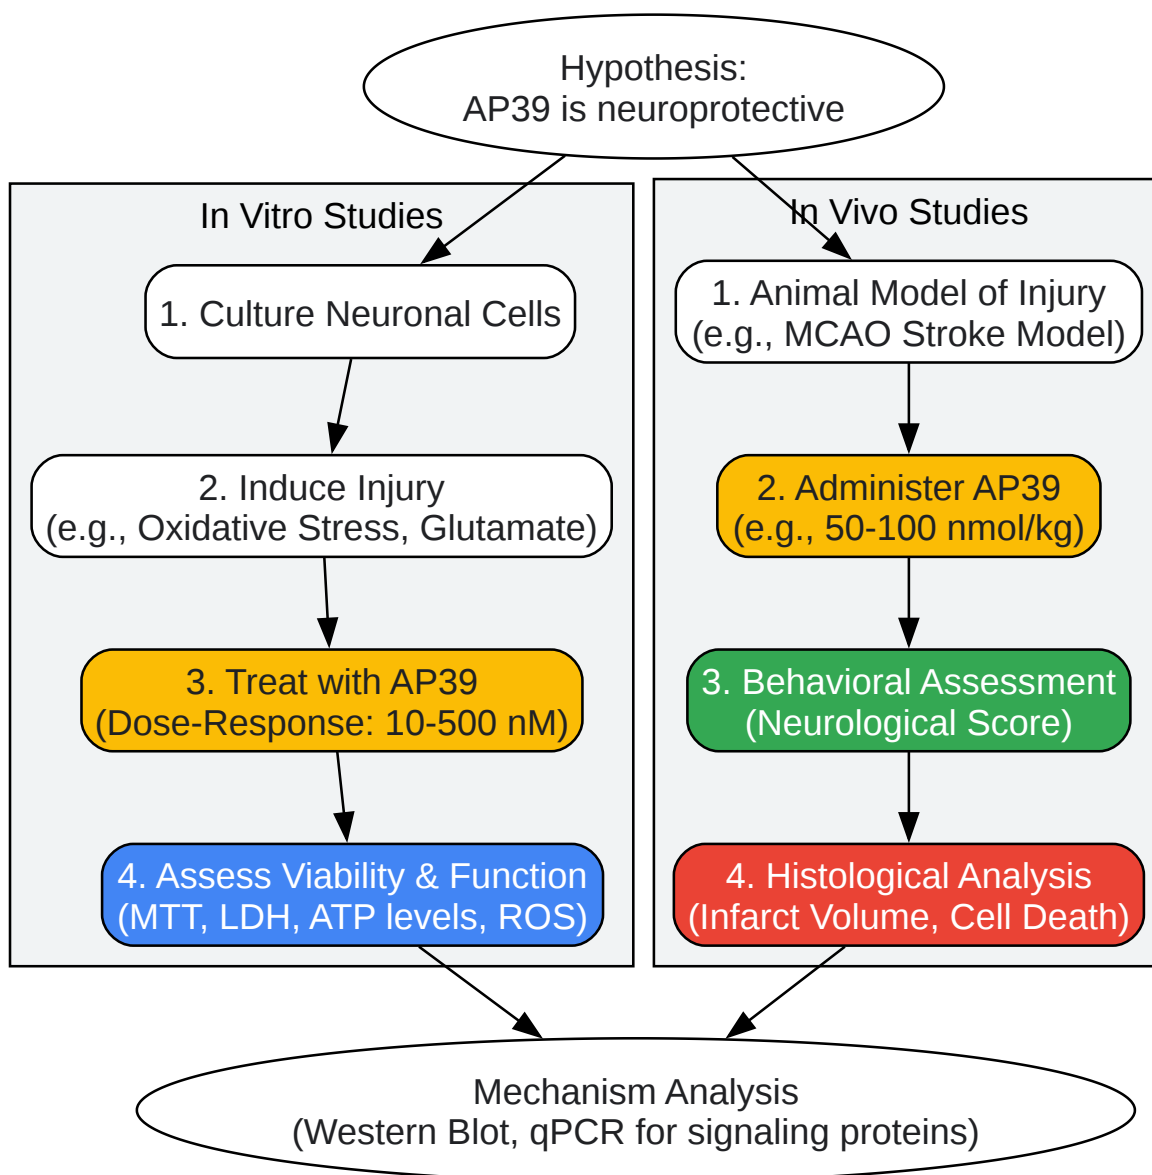 Hypothesis:
AP39 is neuroprotective
In Vitro Studies
1. Culture Neuronal Cells
2. Induce Injury
(e.g., Oxidative Stress, Glutamate)
3. Treat with AP39
(Dose-Response: 10-500 nM)
4. Assess Viability & Function
(MTT, LDH, ATP levels, ROS)
In Vivo Studies
1. Animal Model of Injury
(e.g., MCAO Stroke Model)
2. Administer AP39
(e.g., 50-100 nmol/kg)
3. Behavioral Assessment
(Neurological Score)
4. Histological Analysis
(Infarct Volume, Cell Death)
Mechanism Analysis
(Western Blot, qPCR for signaling proteins)